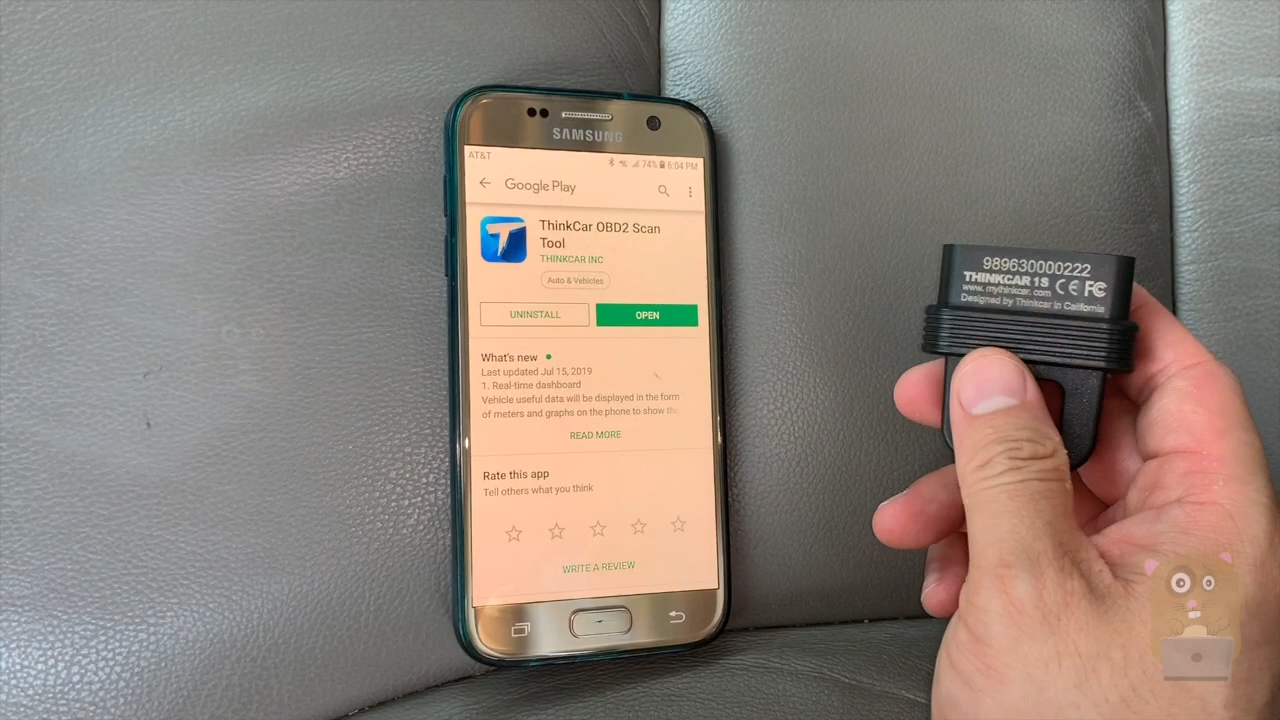 SAMSUNG
AT&T
74% 6:04 PM
Google Play
ThinkCar OBD2 Scan
Tool
THINKCAR INC
Auto & Vehicles
UNINSTALL
OPEN
What's new
Last updated Jul 15, 2019
1. Real-time dashboard
Vehicle useful data will be displayed in the form
of meters and graphs on the phone to show the
READ MORE
Rate this app
Tell others what you think
WRITE A REVIEW
989630000222
THINKCAR 1S CE FC
www.mythinkcar.com
Designed by Thinkcar in California